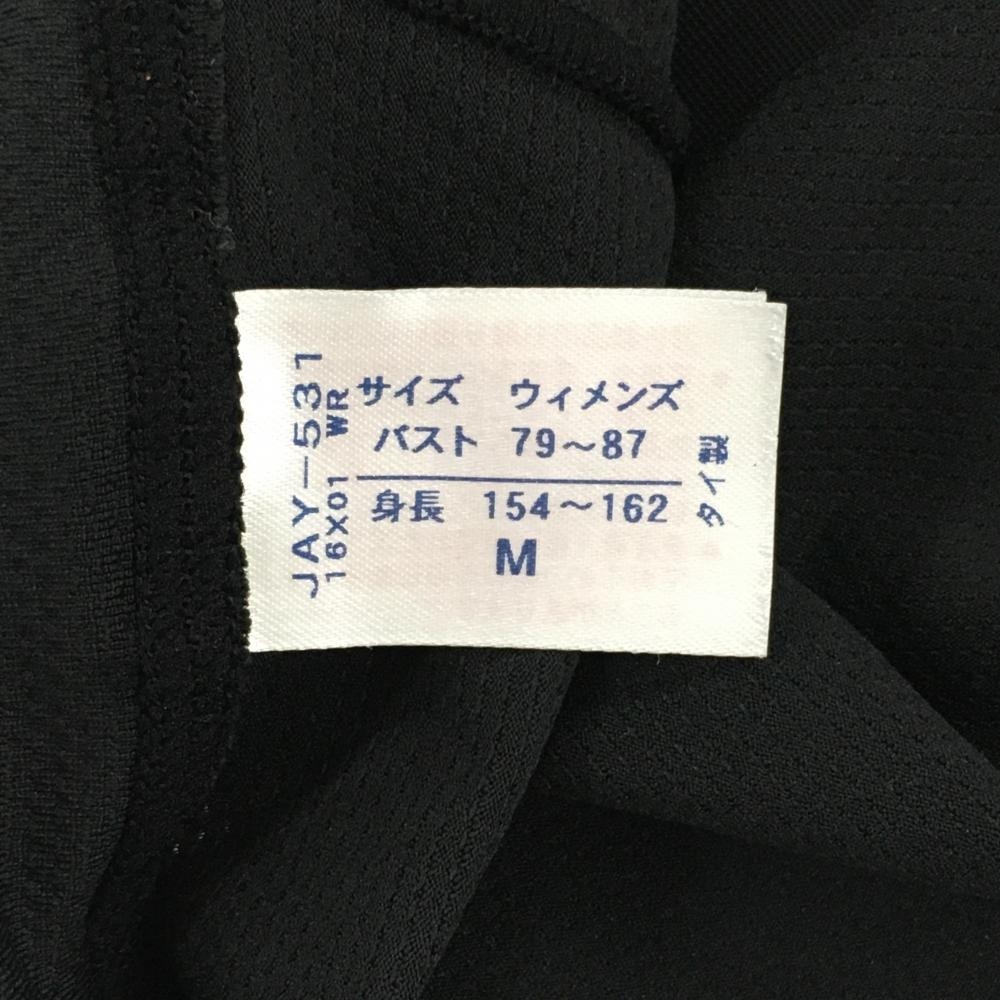 JAY-531
16X01 WR
サイズ ウィメンズ
バスト 79~87
身長 154~162
M
タイ製